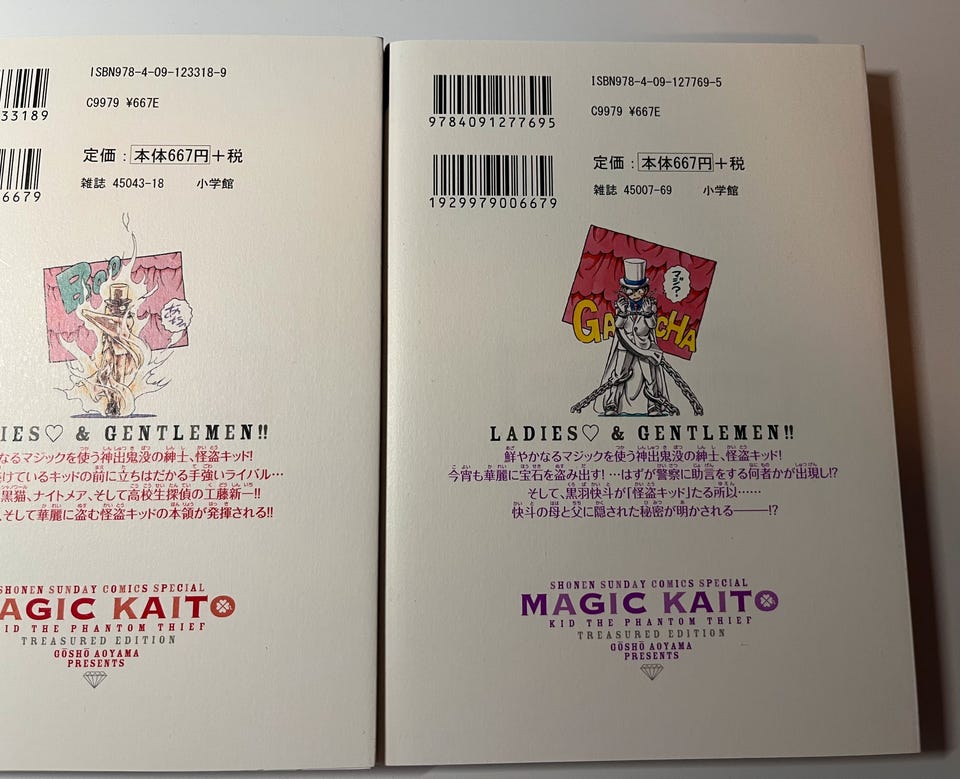 ISBN978-4-09-123318-9
33189
C9979 ¥667E
定価：本体667円＋税
6679
雑誌 45043-18 小学館
IES♡ & GENTLEMEN!!
なるマジックを使う神出鬼没の紳士、怪盗キッド!
けているキッドの前に立ちはだかる手強いライバル…
黒猫、ナイトメア、そして高校生探偵の工藤新一!!
、そして華麗に盗む怪盗キッドの本領が発揮される!!
SHONEN SUNDAY COMICS SPECIAL
AGIC KAITO
KID THE PHANTOM THIEF
TREASURED EDITION
GŌSHŌ AOYAMA
PRESENTS
ISBN978-4-09-127769-5
9784091277695
C9979 ¥667E
定価：本体667円＋税
1929979006679
雑誌 45007-69 小学館
マジ?
GACHA
LADIES♡ & GENTLEMEN!!
鮮やかなるマジックを使う神出鬼没の紳士、怪盗キッド!
今宵も華麗に宝石を盗み出す! …はずが警察に助言をする何者かが出現し!?
そして、黒羽快斗が「怪盗キッド」たる所以……
快斗の母と父に隠された秘密が明かされる———!?
SHONEN SUNDAY COMICS SPECIAL
MAGIC KAITO
KID THE PHANTOM THIEF
TREASURED EDITION
GŌSHŌ AOYAMA
PRESENTS